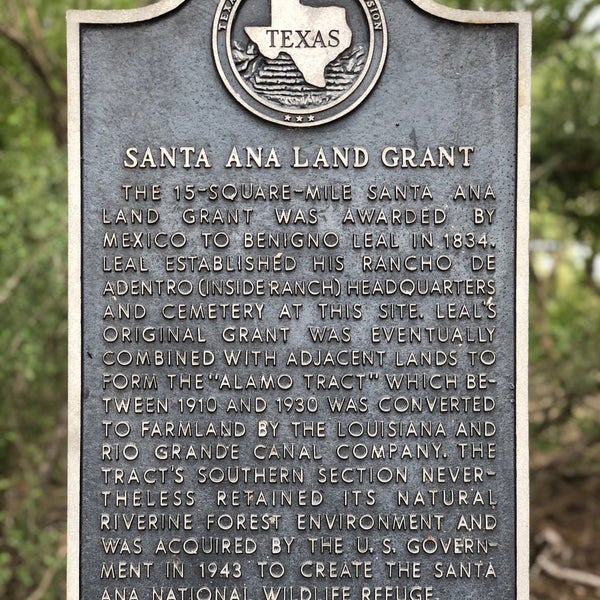 TEXAS
SANTA ANA LAND GRANT
THE 15-SQUARE-MILE SANTA ANA
LAND GRANT WAS AWARDED BY
MEXICO TO BENIGNO LEAL IN 1834.
LEAL ESTABLISHED HIS RANCHO DE
ADENTRO (INSIDE RANCH) HEADQUARTERS
AND CEMETERY AT THIS SITE. LEAL'S
ORIGINAL GRANT WAS EVENTUALLY
COMBINED WITH ADJACENT LANDS TO
FORM THE "ALAMO TRACT" WHICH BE-
TWEEN 1910 AND 1930 WAS CONVERTED
TO FARMLAND BY THE LOUISIANA AND
RIO GRANDE CANAL COMPANY. THE
TRACT'S SOUTHERN SECTION NEVER-
THELESS RETAINED ITS NATURAL
RIVERINE FOREST ENVIRONMENT AND
WAS ACQUIRED BY THE U.S. GOVERN-
MENT IN 1943 TO CREATE THE SANTA
ANA NATIONAL WILDLIFE REFUGE.